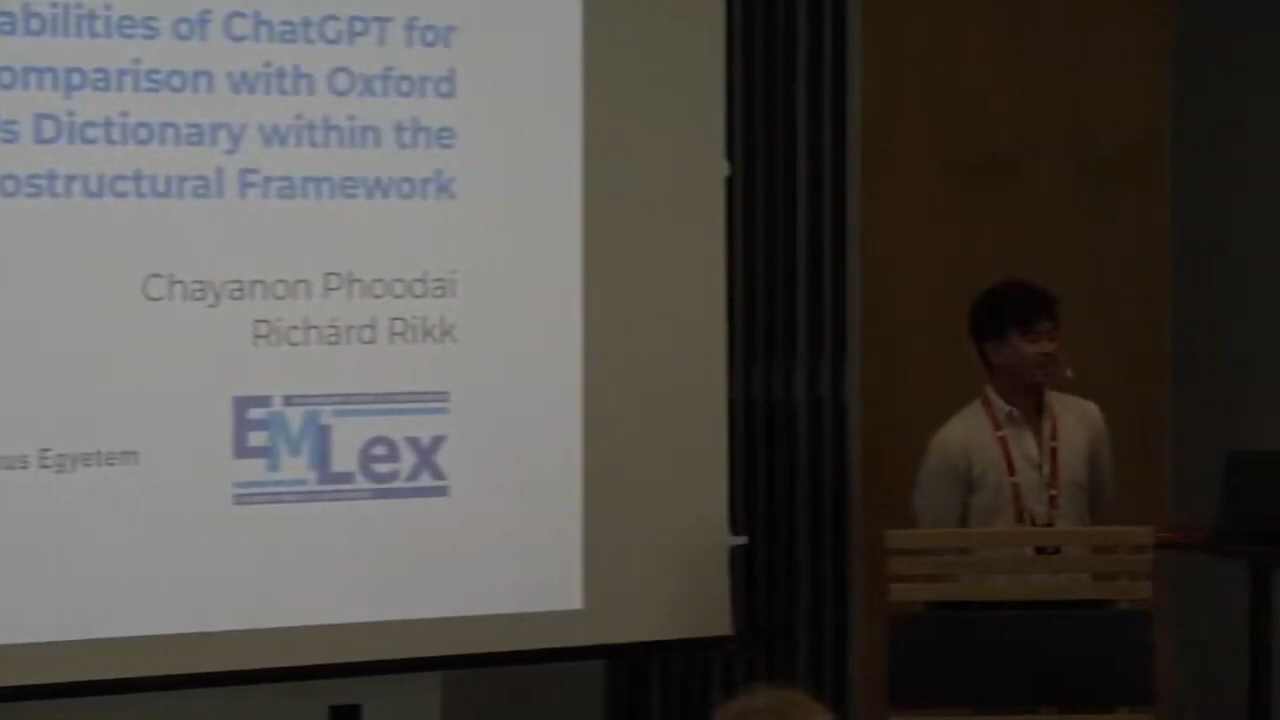 abilities of ChatGPT for
omparison with Oxford
's Dictionary within the
ostructural Framework
Chayanon Phoodai
Richárd Rikk
us Egyetem
EMLex